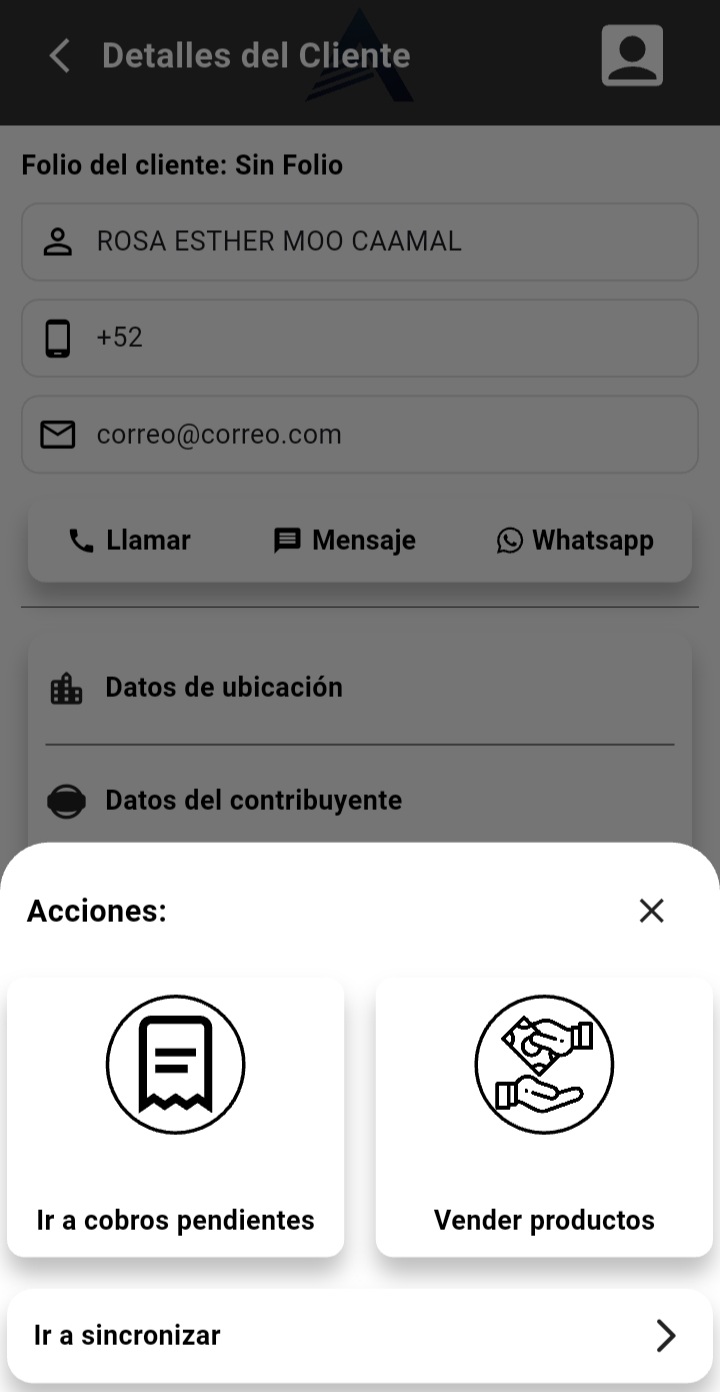 Detalles del Cliente
Folio del cliente: Sin Folio
ROSA ESTHER MOO CAAMAL
+52
correo@correo.com
Llamar Mensaje Whatsapp
Datos de ubicación
Datos del contribuyente
Acciones:
Ir a cobros pendientes Vender productos
Ir a sincronizar